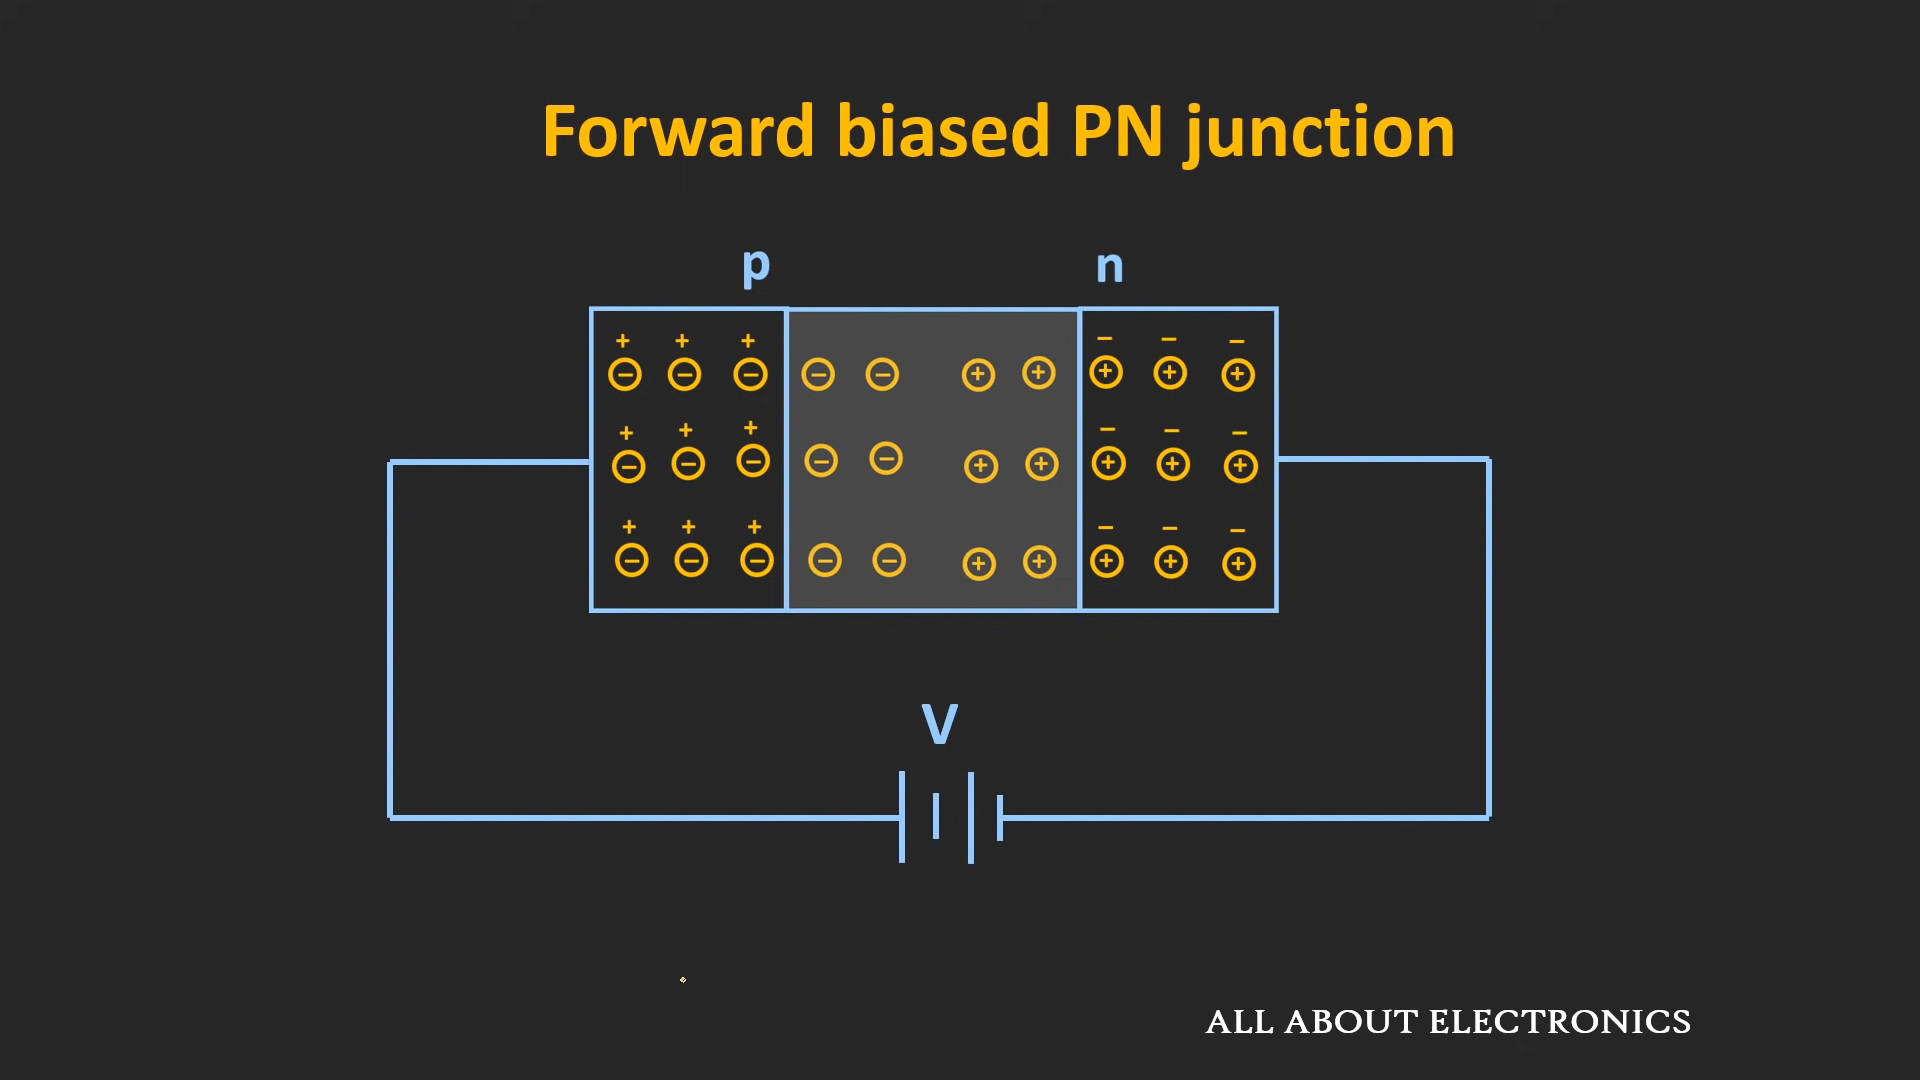 Forward biased PN junction
p n
+ + +
− − − − − + + + + +
− − −
+ + +
− − − − − + + + + +
− − −
+ + +
− − − − − + + + + +
− − −
V
ALL ABOUT ELECTRONICS